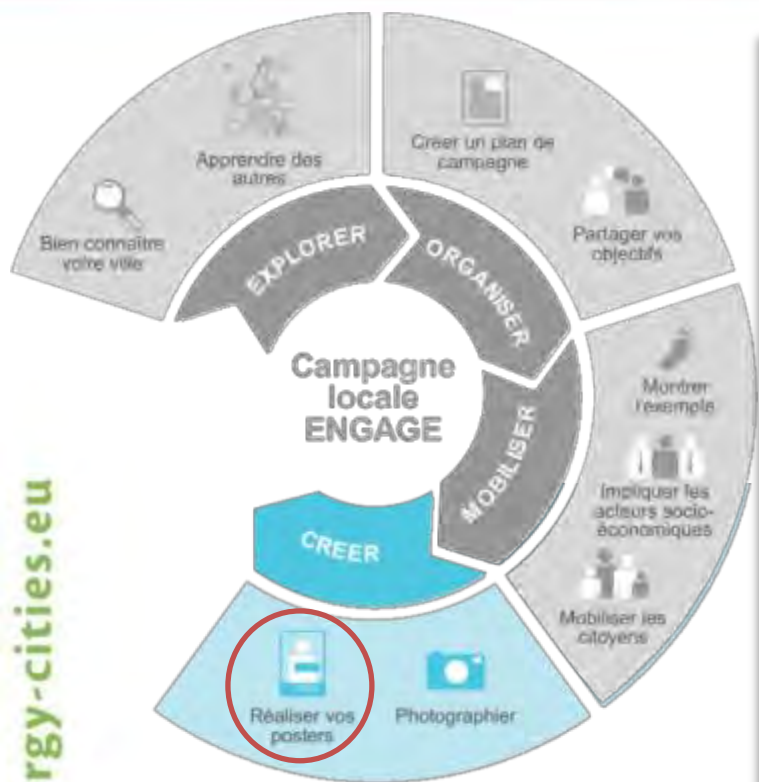 Apprendre des
autres
Bien connaître
votre ville
EXPLORER
Créer un plan de
campagne
Partager vos
objectifs
ORGANISER
Campagne
locale
ENGAGE
Montrer
l'exemple
Impliquer les
acteurs socio-
économiques
Mobiliser les
citoyens
MOBILISER
CREER
Photographier
Réaliser vos
posters
rgy-cities.eu